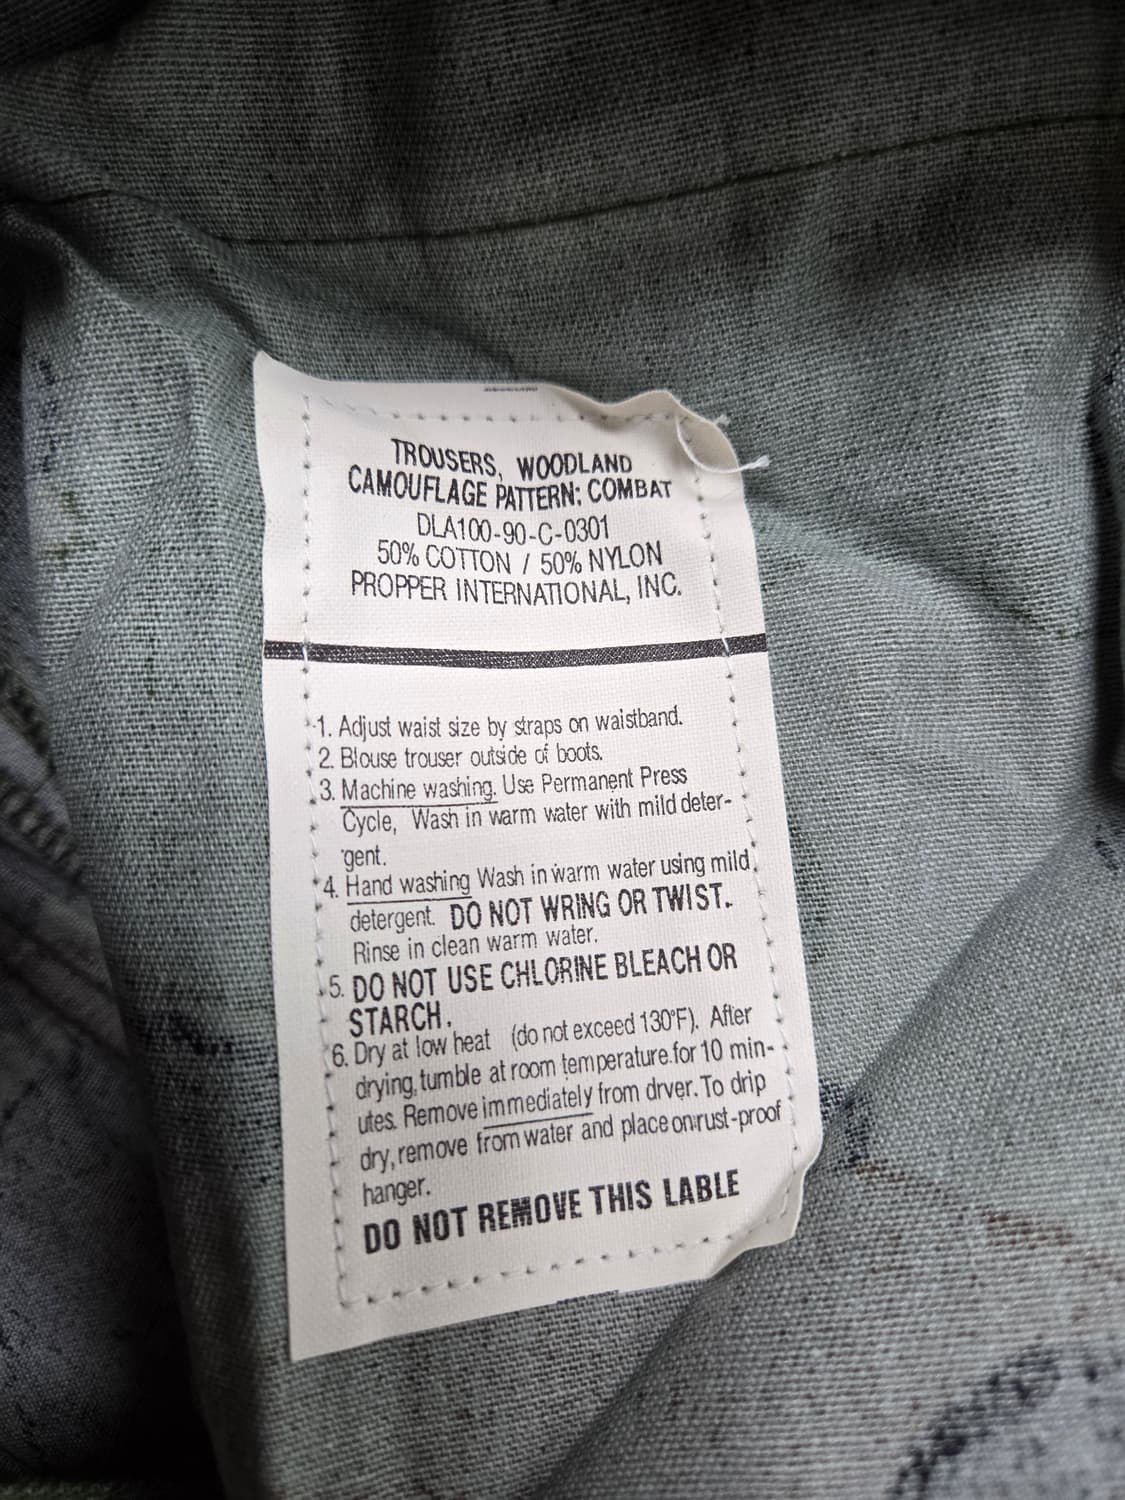 TROUSERS, WOODLAND
CAMOUFLAGE PATTERN: COMBAT
DLA100-90-C-0301
50% COTTON / 50% NYLON
PROPPER INTERNATIONAL, INC.
1. Adjust waist size by straps on waistband.
2. Blouse trouser outside of boots.
3. Machine washing. Use Permanent Press
Cycle, Wash in warm water with mild deter-
gent.
4. Hand washing Wash in warm water using mild
detergent. DO NOT WRING OR TWIST.
Rinse in clean warm water.
5. DO NOT USE CHLORINE BLEACH OR
STARCH.
6. Dry at low heat (do not exceed 130°F). After
drying, tumble at room temperature for 10 min-
utes. Remove immediately from dryer. To drip
dry, remove from water and place on rust-proof
hanger.
DO NOT REMOVE THIS LABLE